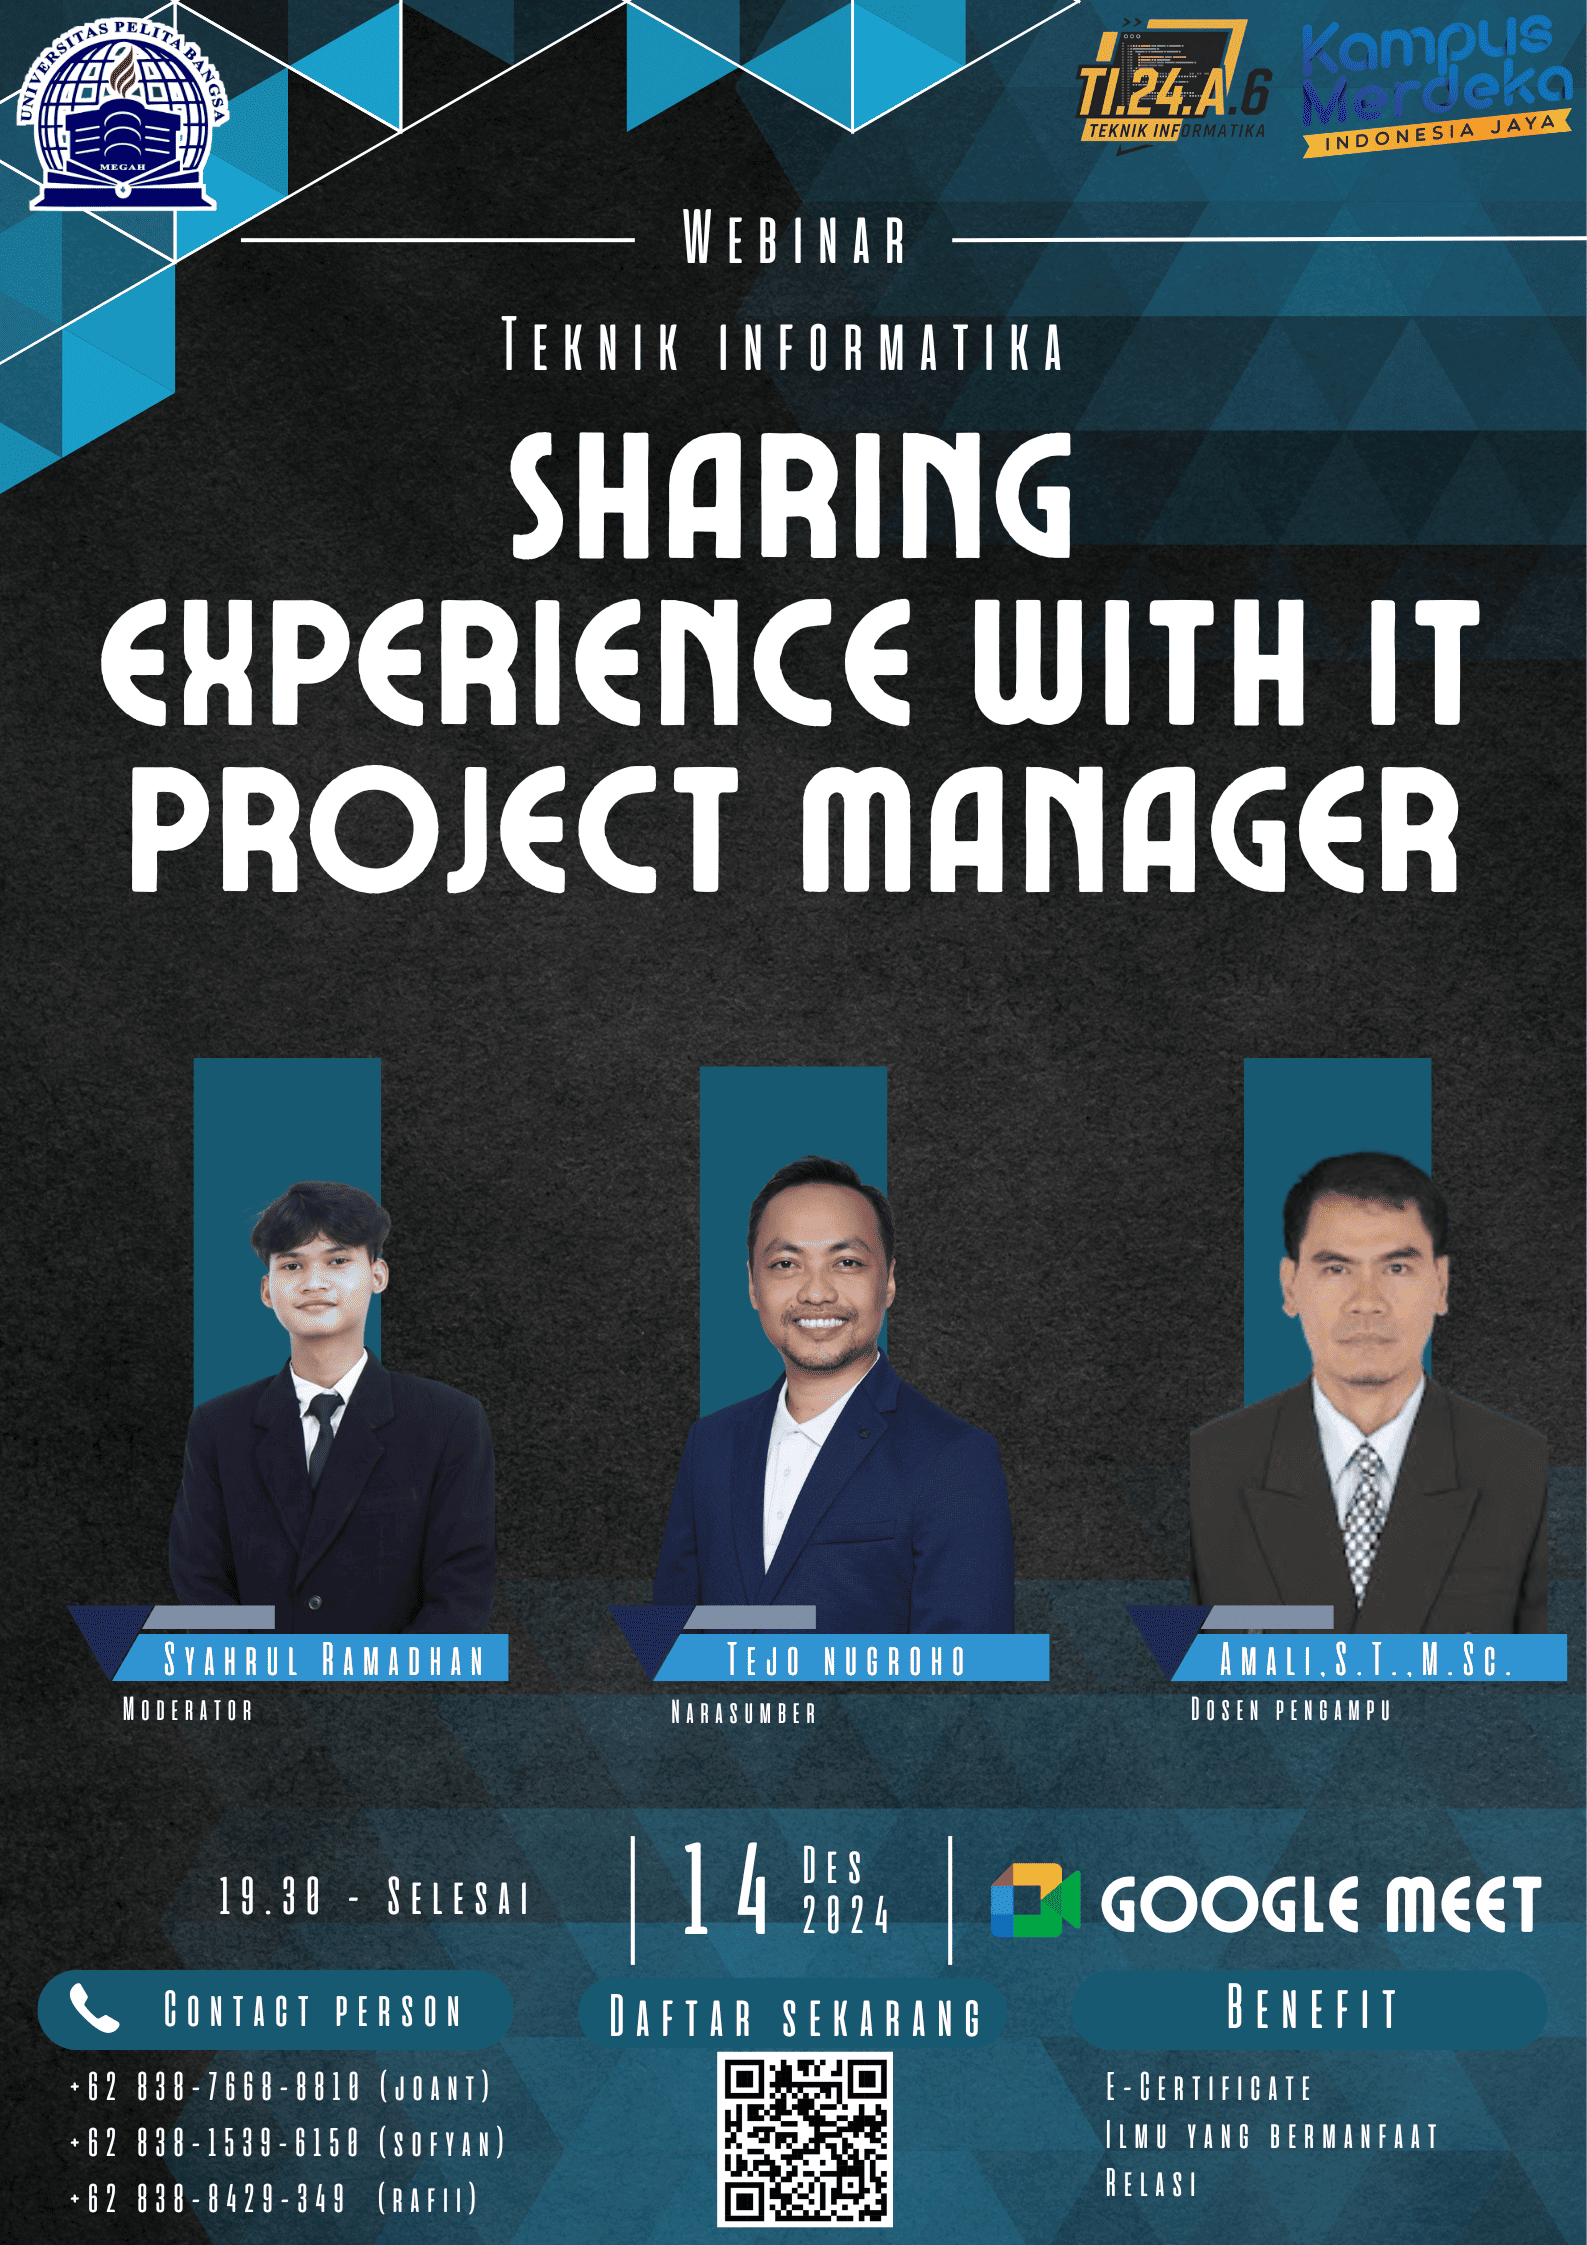 UNIVERSITAS PELITA BANGSA
MEGAH
TI.24.A.6
TEKNIK INFORMATIKA
Kampus
Merdeka
INDONESIA JAYA
WEBINAR
TEKNIK INFORMATIKA
SHARING
EXPERIENCE WITH IT
PROJECT MANAGER
SYAHRUL RAMADHAN
MODERATOR
TEJO NUGROHO
NARASUMBER
AMALI,S.T.,M.SC.
DOSEN PENGAMPU
19.30 - SELESAI
14 DES 2024
GOOGLE MEET
CONTACT PERSON
+62 838-7668-8810 (JOANT)
+62 838-1539-6150 (SOFYAN)
+62 838-8429-349 (RAFII)
DAFTAR SEKARANG
BENEFIT
E-CERTIFICATE
ILMU YANG BERMANFAAT
RELASI